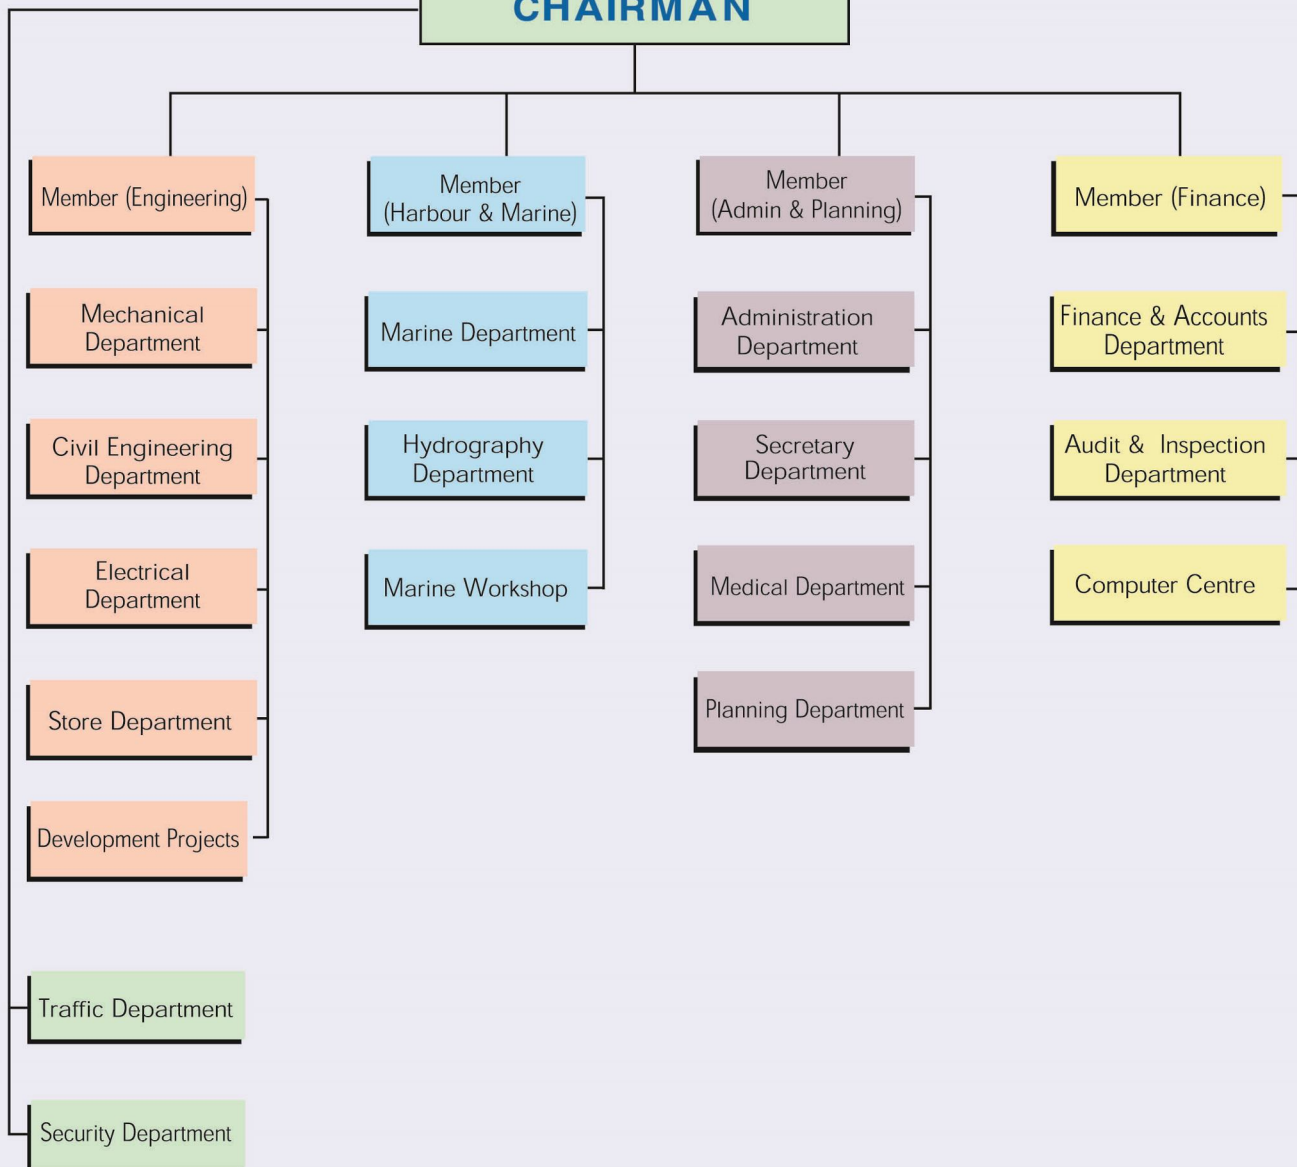 CHAIRMAN
Member (Engineering)
Mechanical
Department
Civil Engineering
Department
Electrical
Department
Store Department
Development Projects
Member
(Harbour & Marine)
Marine Department
Hydrography
Department
Marine Workshop
Member
(Admin & Planning)
Administration
Department
Secretary
Department
Medical Department
Planning Department
Member (Finance)
Finance & Accounts
Department
Audit & Inspection
Department
Computer Centre
Traffic Department
Security Department